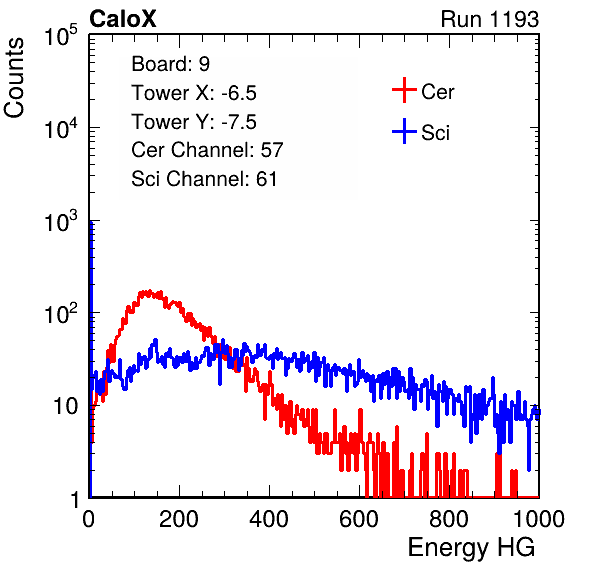 CaloX Run 1193
Counts
10^5
10^4
10^3
10^2
10
1
Board: 9
Tower X: -6.5
Tower Y: -7.5
Cer Channel: 57
Sci Channel: 61
Cer
Sci
0 200 400 600 800 1000
Energy HG